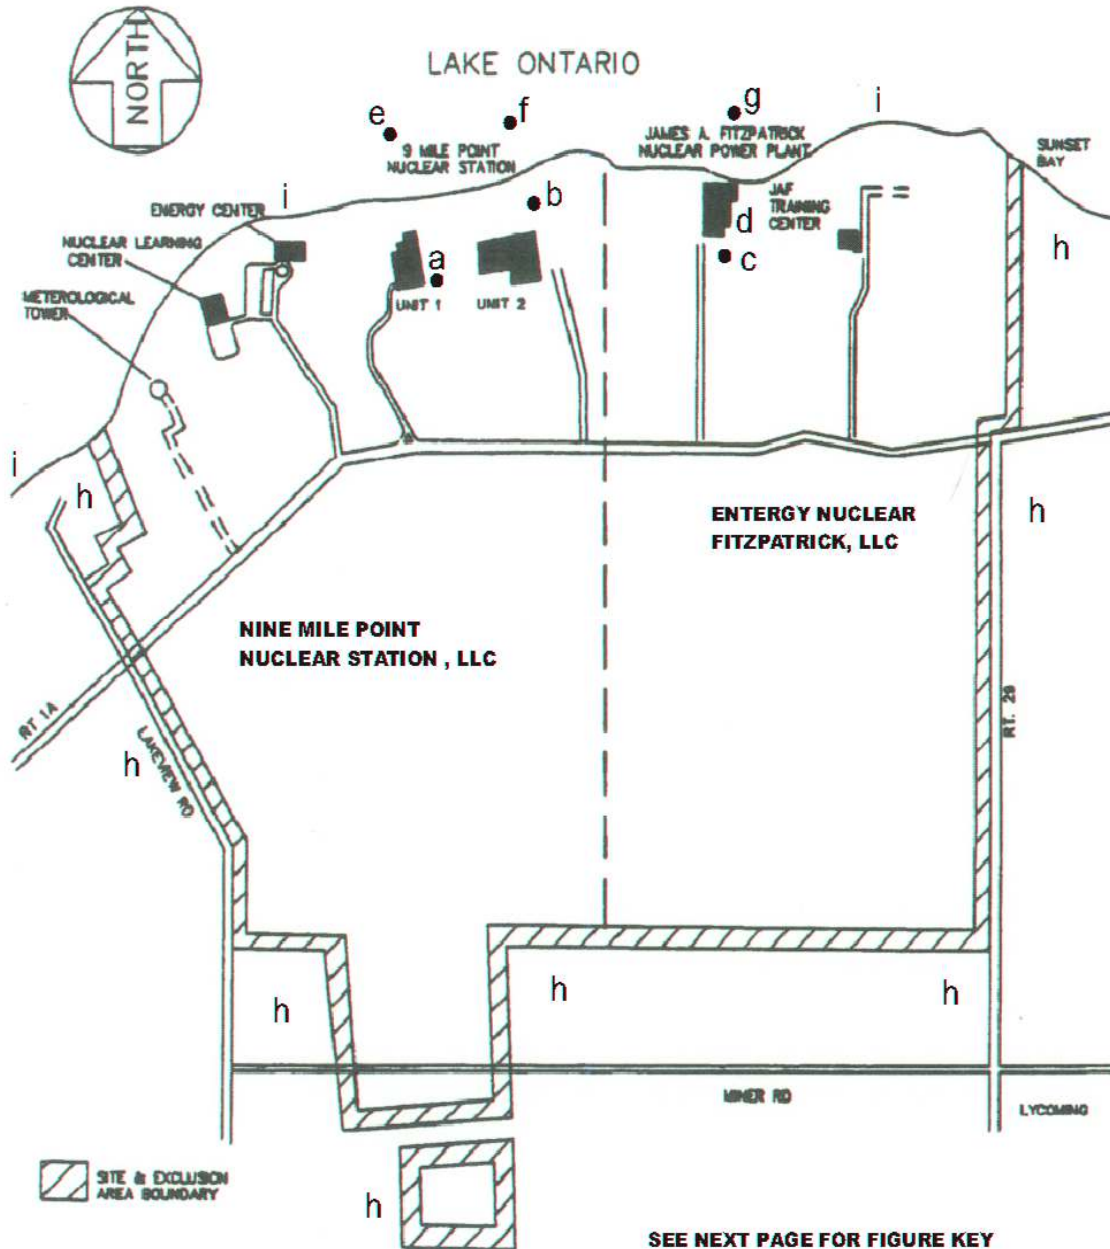 NORTH
LAKE ONTARIO
e
f
g
i
9 MILE POINT
NUCLEAR STATION
JAMES A. FITZPATRICK
NUCLEAR POWER PLANT
SUNSET
BAY
ENERGY CENTER
i
b
JAF
TRAINING
CENTER
d
NUCLEAR LEARNING
CENTER
a
c
h
METEROLOGICAL
TOWER
UNIT 1
UNIT 2
i
h
ENTERGY NUCLEAR
FITZPATRICK, LLC
h
NINE MILE POINT
NUCLEAR STATION , LLC
RT 1A
LAKEVIEW RD
h
RT. 29
h
h
h
MINER RD
LYCOMING
SITE & EXCLUSION
AREA BOUNDARY
h
SEE NEXT PAGE FOR FIGURE KEY